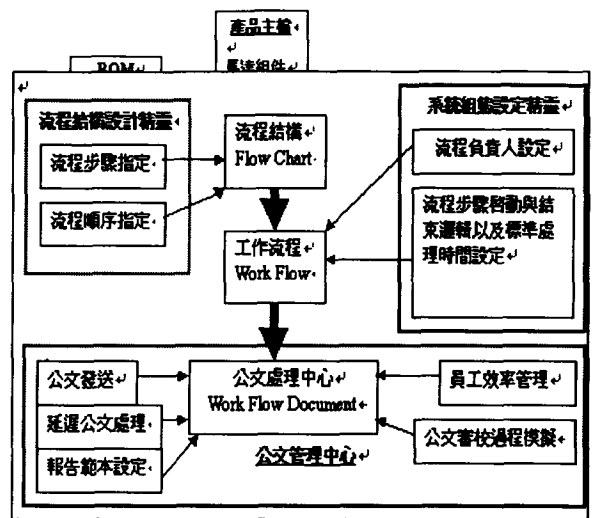 產品主檔
BOM
馬達組件
流程結構設計精靈
流程步驟指定
流程順序指定
流程結構
Flow Chart
工作流程
Work Flow
系統組態設定精靈
流程負責人設定
流程步驟啓動與結
束邏輯以及標準處
理時間設定
公文發送
延遲公文處理
報告範本設定
公文處理中心
Work Flow Document
公文管理中心
員工效率管理
公文審校過程模擬